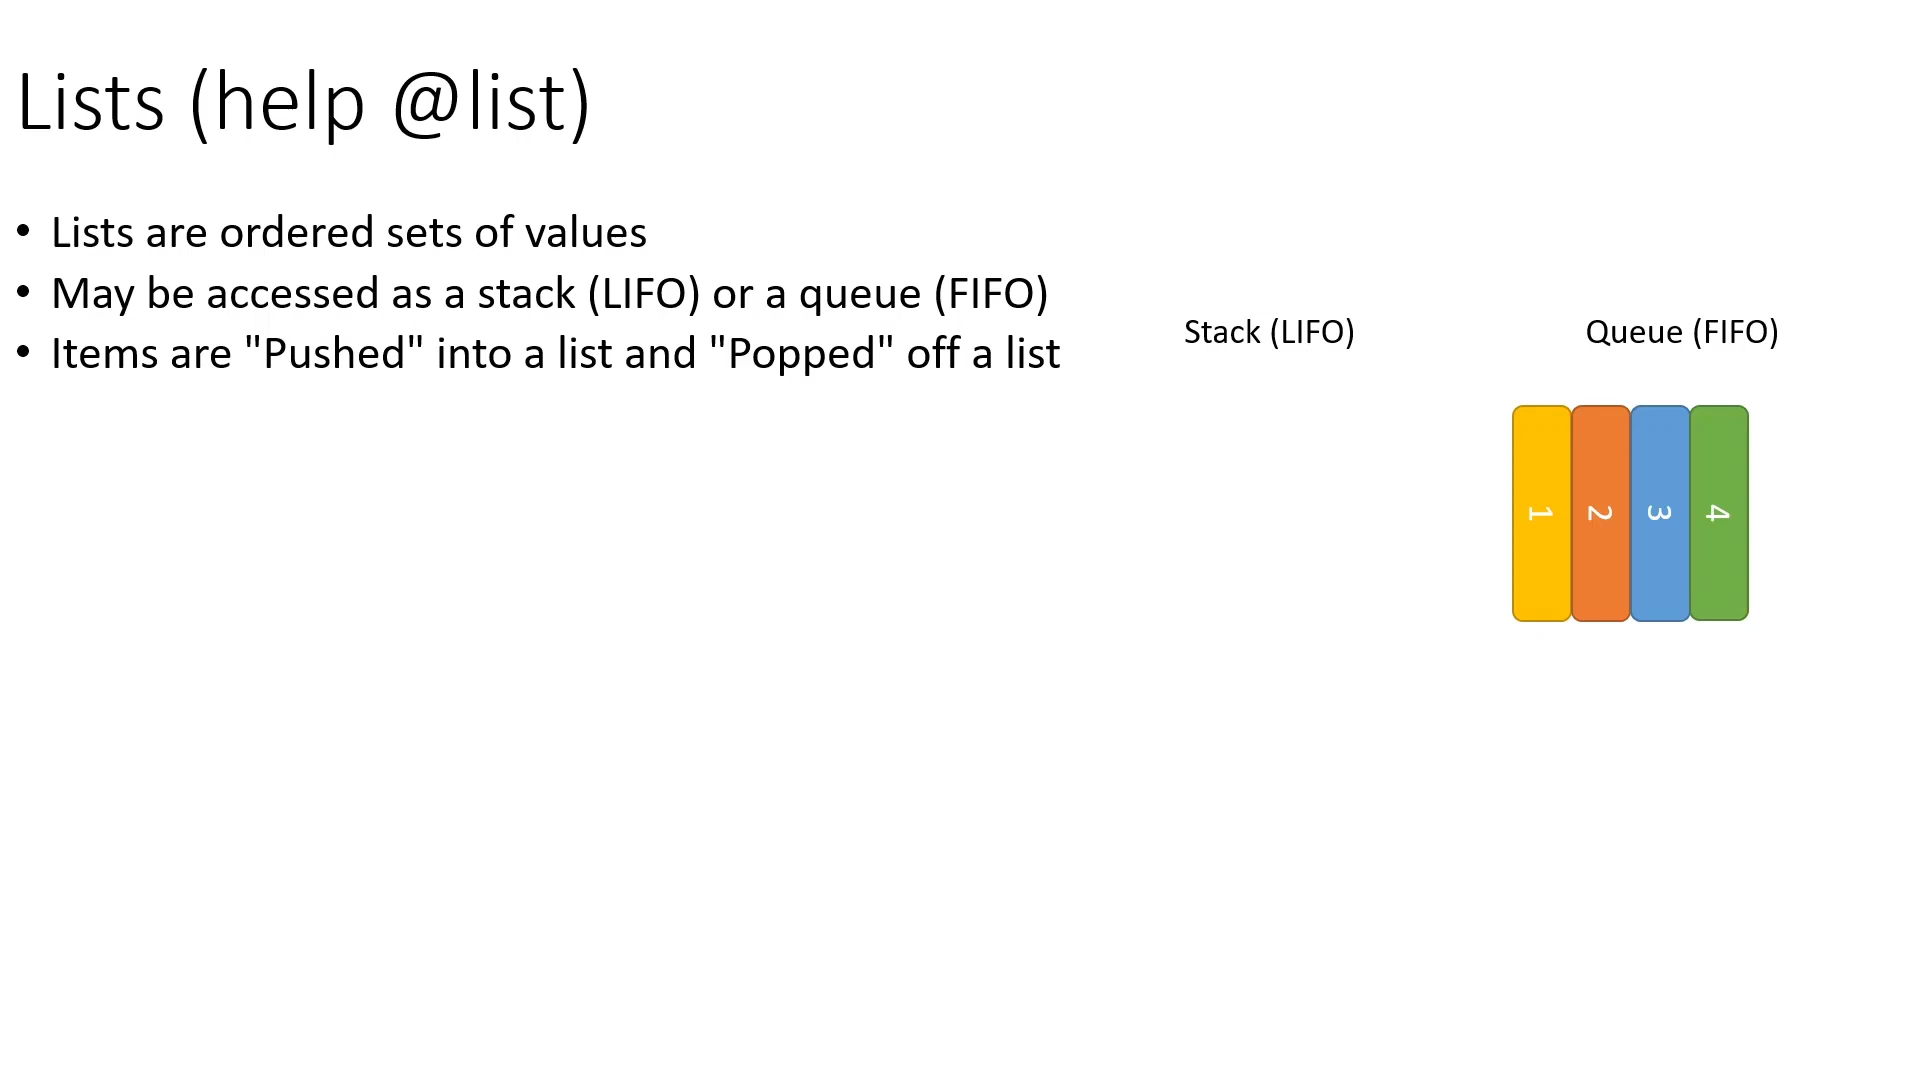 Lists (help @list)
• Lists are ordered sets of values
• May be accessed as a stack (LIFO) or a queue (FIFO)
• Items are "Pushed" into a list and "Popped" off a list
Stack (LIFO)
Queue (FIFO)
1
2
3
4